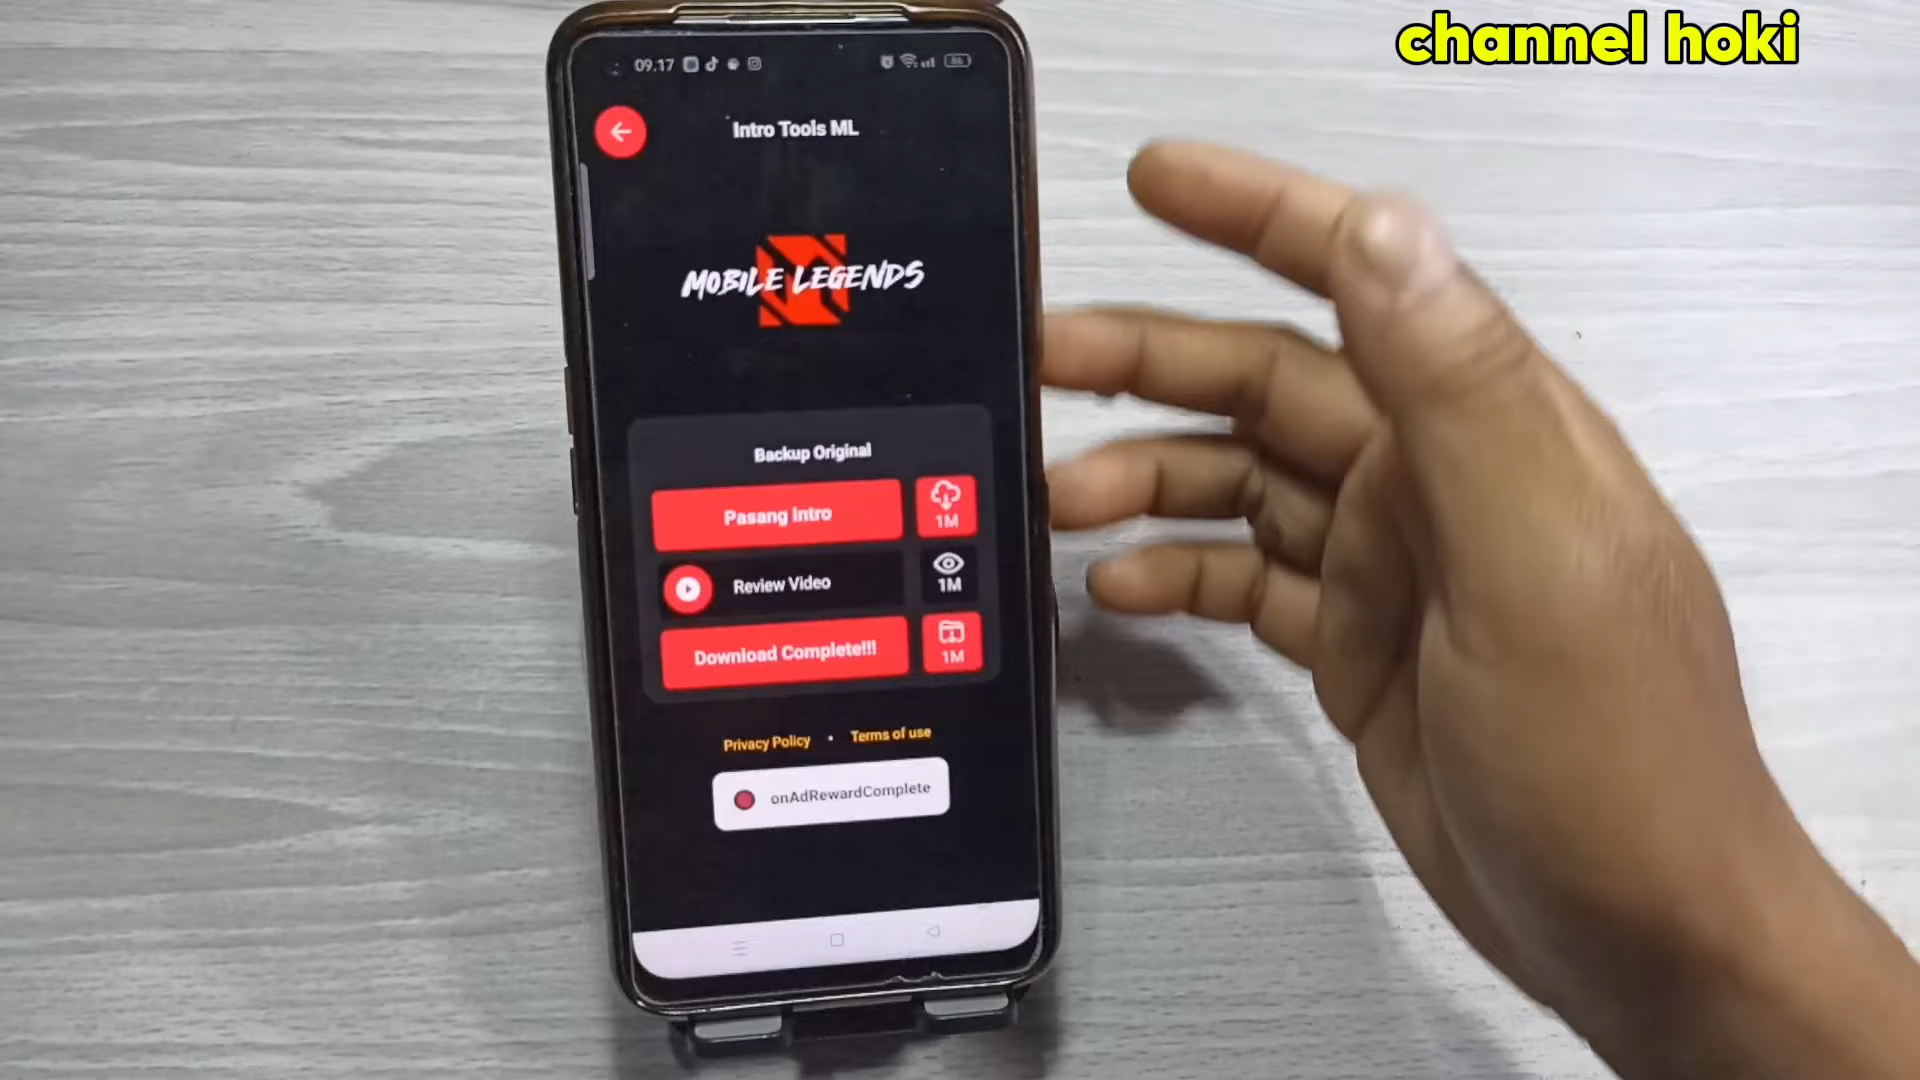 channel hoki
09.17
86
Intro Tools ML
MOBILE LEGENDS
Backup Original
Pasang Intro
1M
Review Video
1M
Download Complete!!!
1M
Privacy Policy • Terms of use
onAdRewardComplete